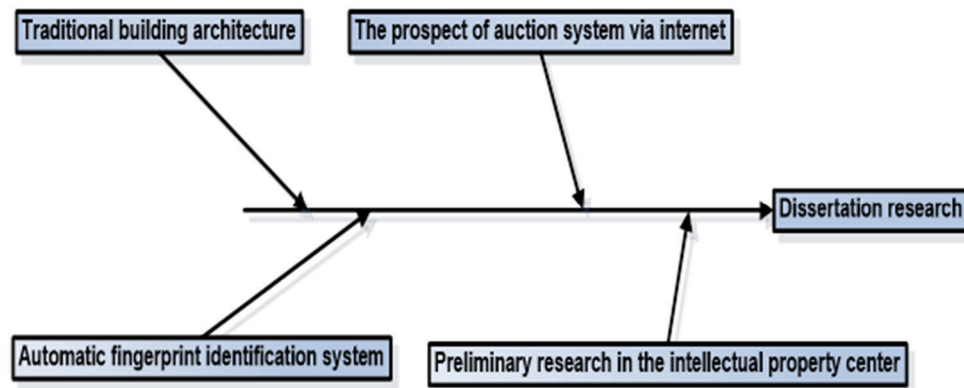 Traditional building architecture
The prospect of auction system via internet
Dissertation research
Automatic fingerprint identification system
Preliminary research in the intellectual property center